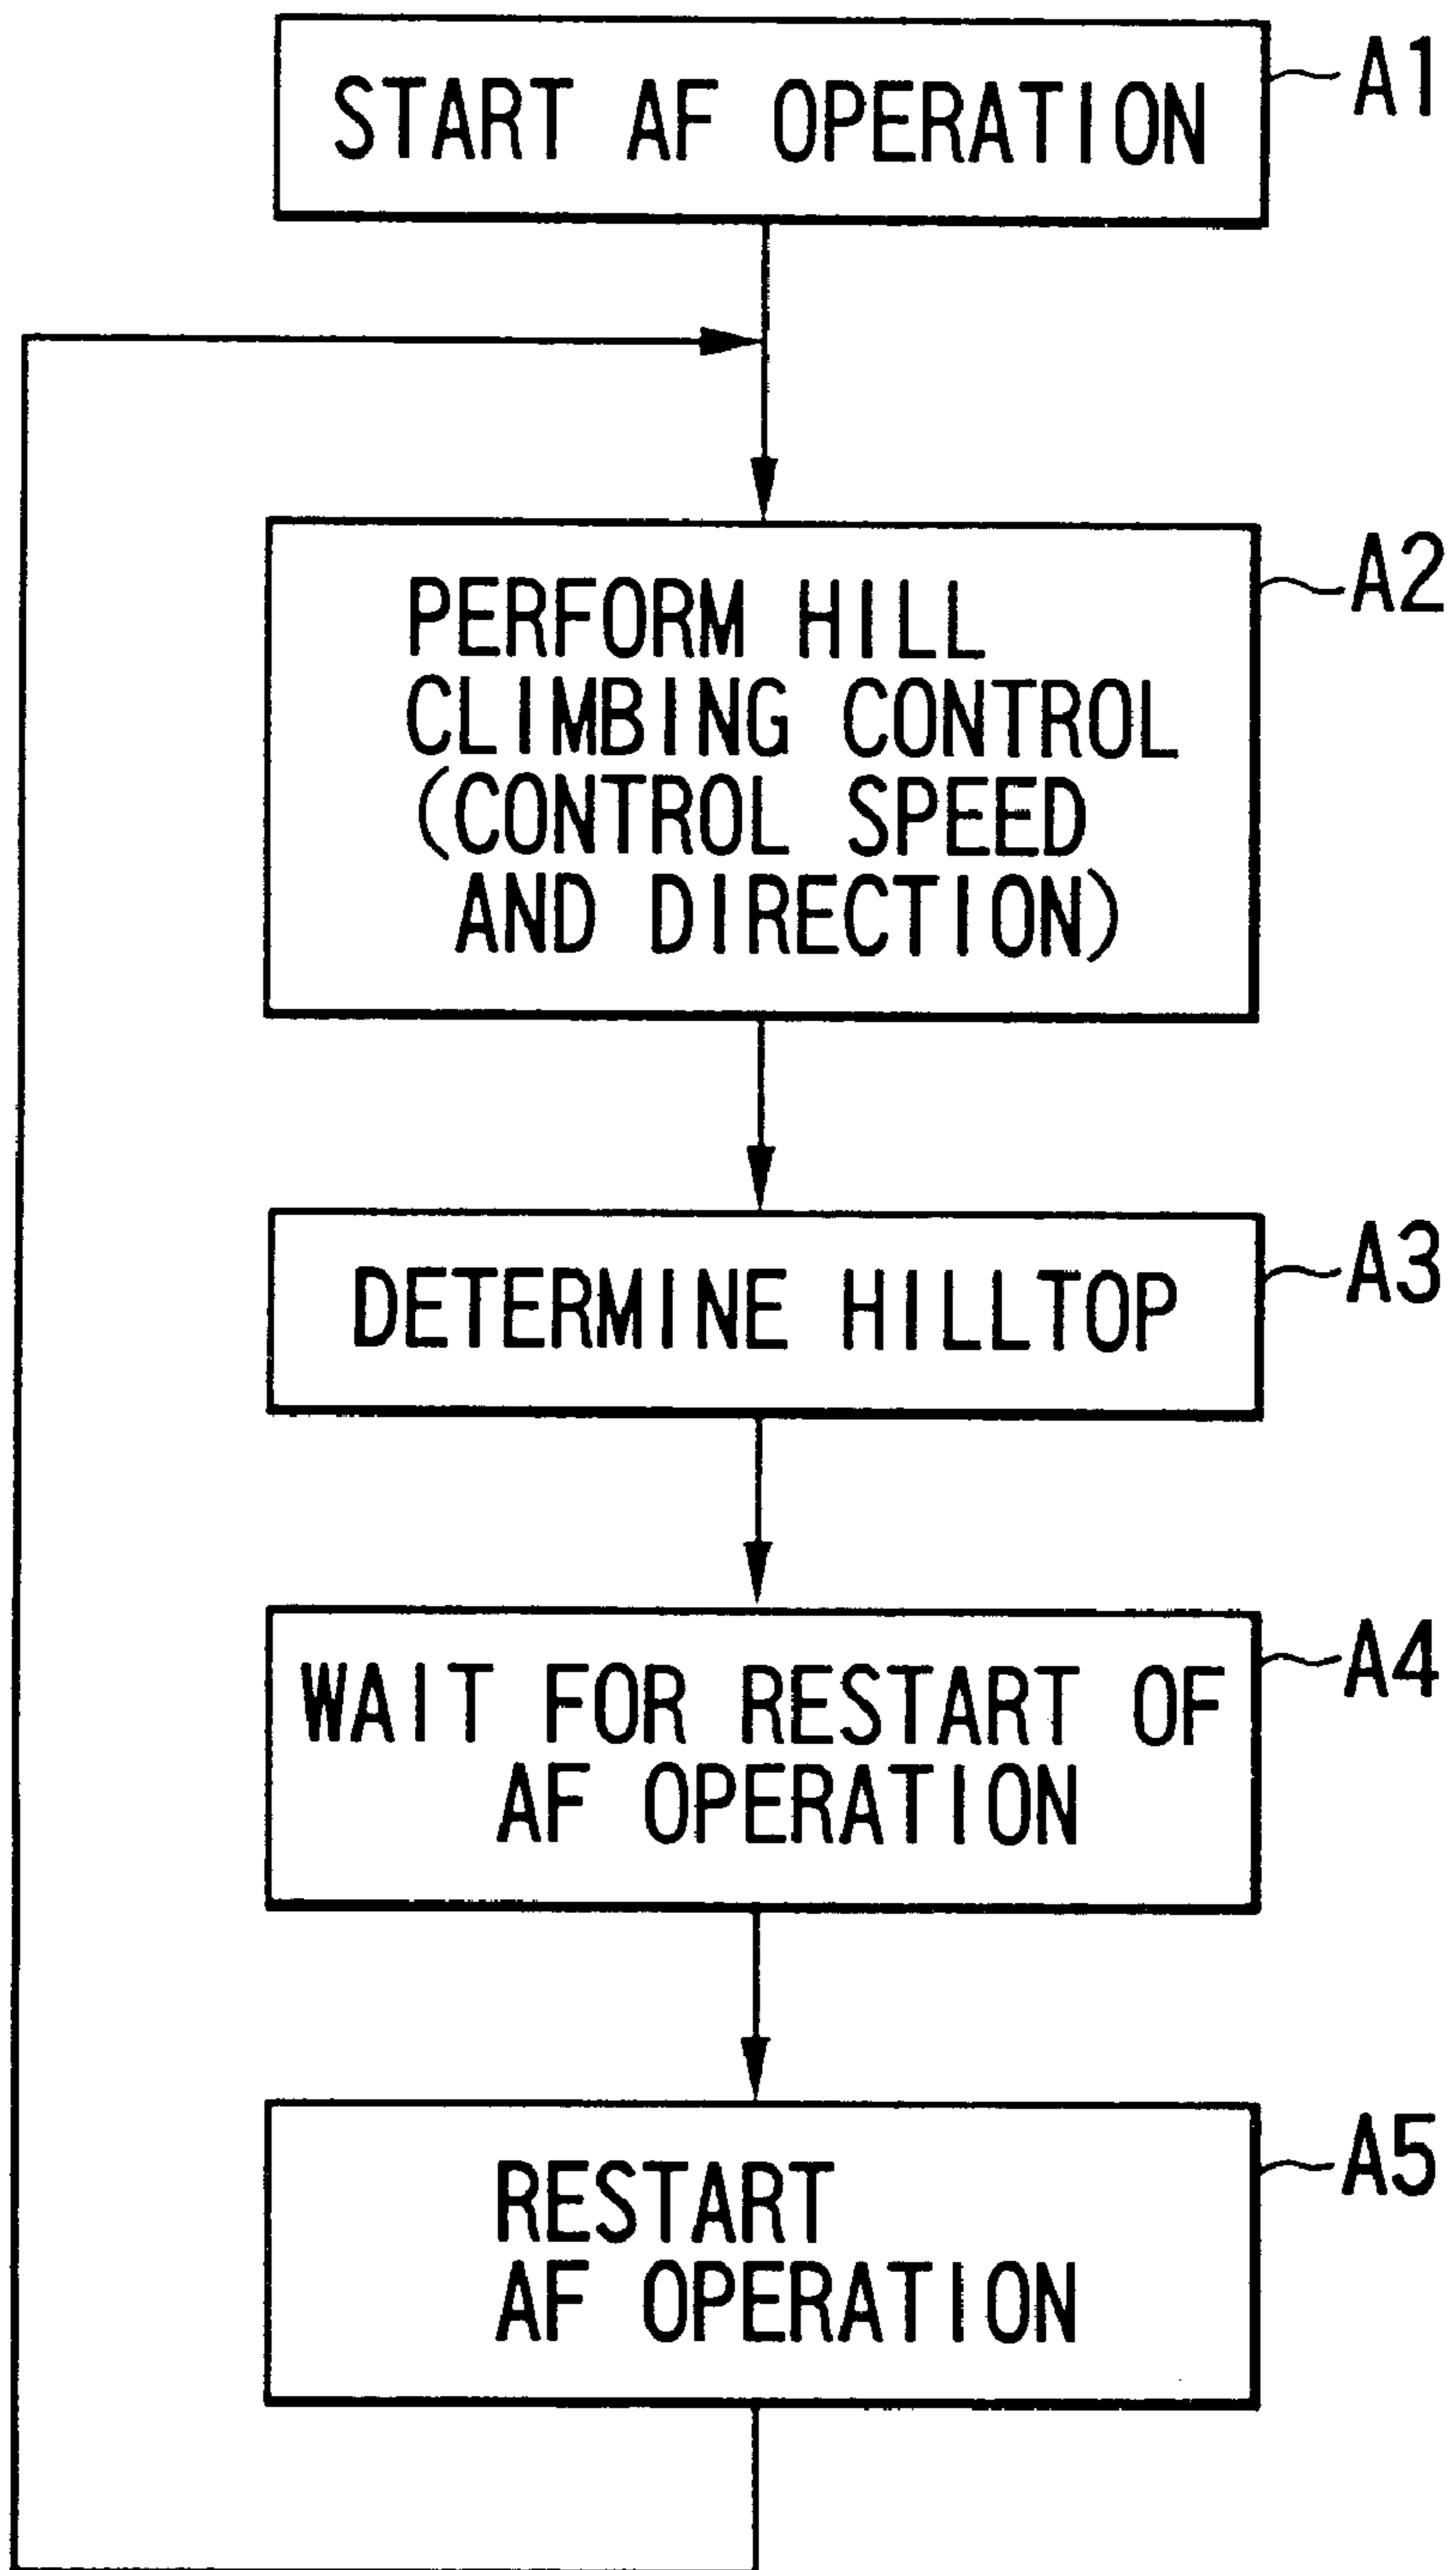 START AF OPERATION
A1
PERFORM HILL
CLIMBING CONTROL
(CONTROL SPEED
AND DIRECTION)
A2
DETERMINE HILLTOP
A3
WAIT FOR RESTART OF
AF OPERATION
A4
RESTART
AF OPERATION
A5